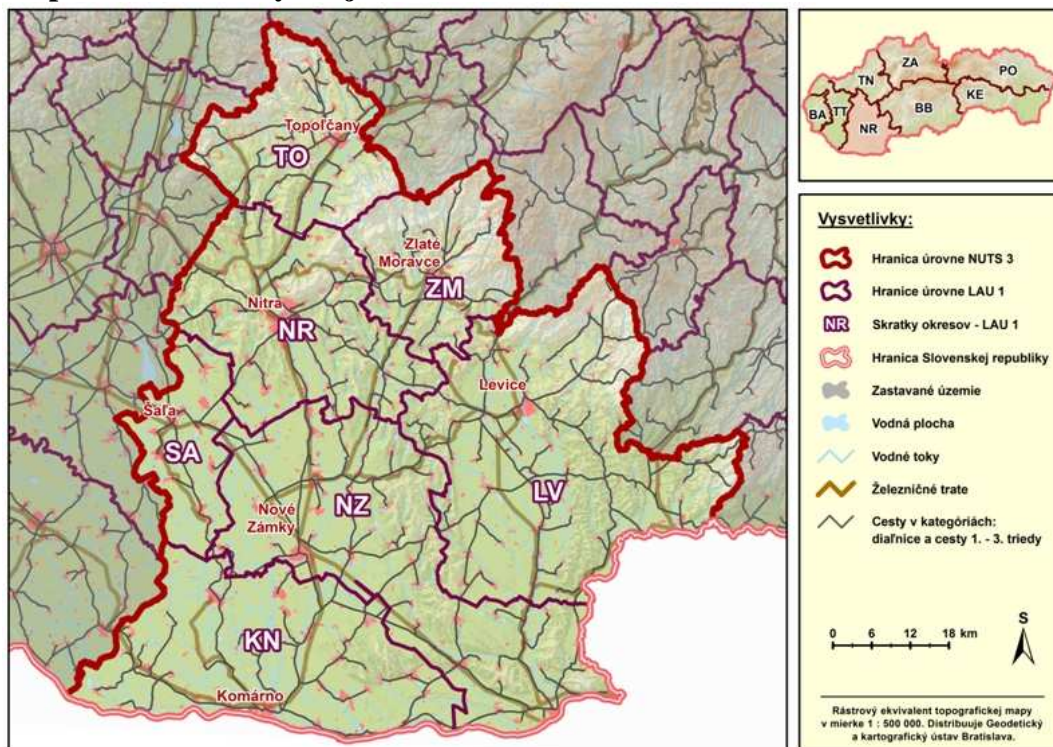 Topoľčany
TO
Zlaté
Moravce
ZM
Nitra
NR
Levice
Šaľa
SA
NZ
LV
Nové
Zámky
KN
Komárno
ZA
PO
TN
KE
BA
TT
BB
NR
Vysvetlivky:
Hranica úrovne NUTS 3
Hranice úrovne LAU 1
NR Skratky okresov - LAU 1
Hranica Slovenskej republiky
Zastavané územie
Vodná plocha
Vodné toky
Železničné trate
Cesty v kategóriách:
diaľnice a cesty 1. - 3. triedy
S
0 6 12 18 km
Rástrový ekvivalent topografickej mapy
v mierke 1 : 500 000. Distribuuje Geodetický
a kartografický ústav Bratislava.